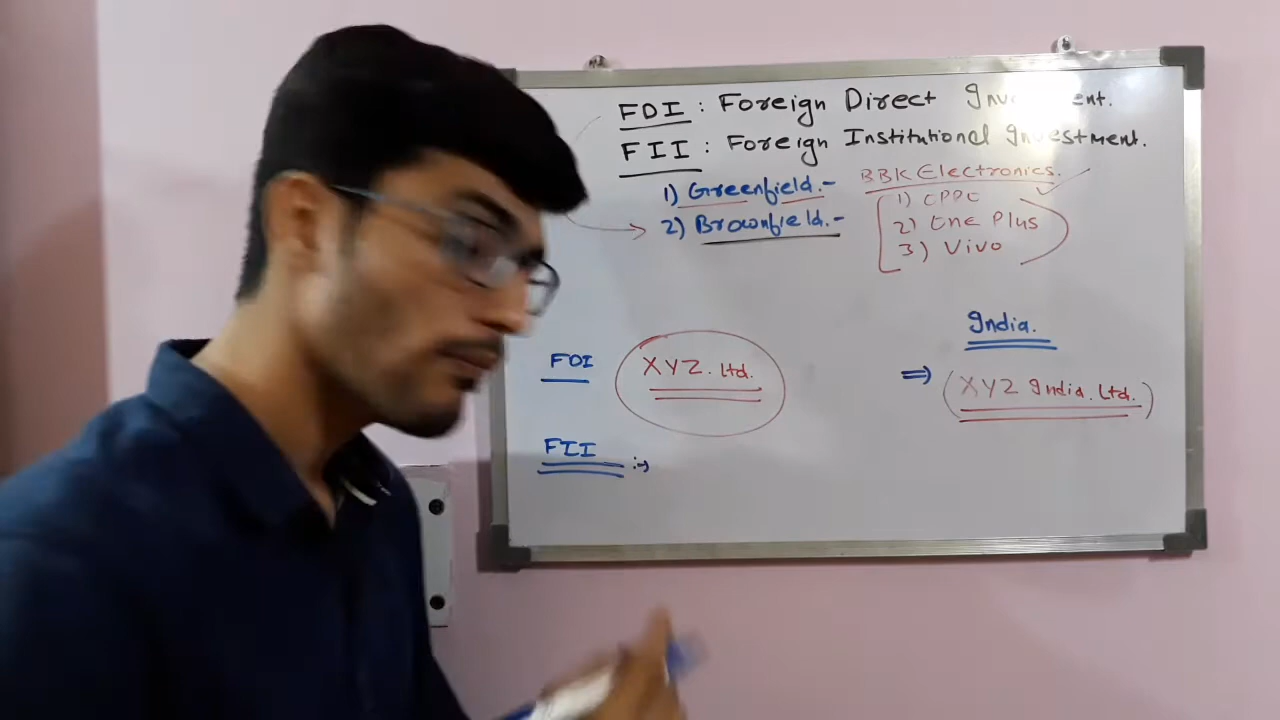 FDI : Foreign Direct
FII : Foreign Institutional Investment.
1) Greenfield.-
2) Brownfield.-
BBK Electronics.
1) OPPO
2) One Plus
3) Vivo
India.
FDI XYZ. Ltd. ⇒ (XYZ India. Ltd.)
FII :→